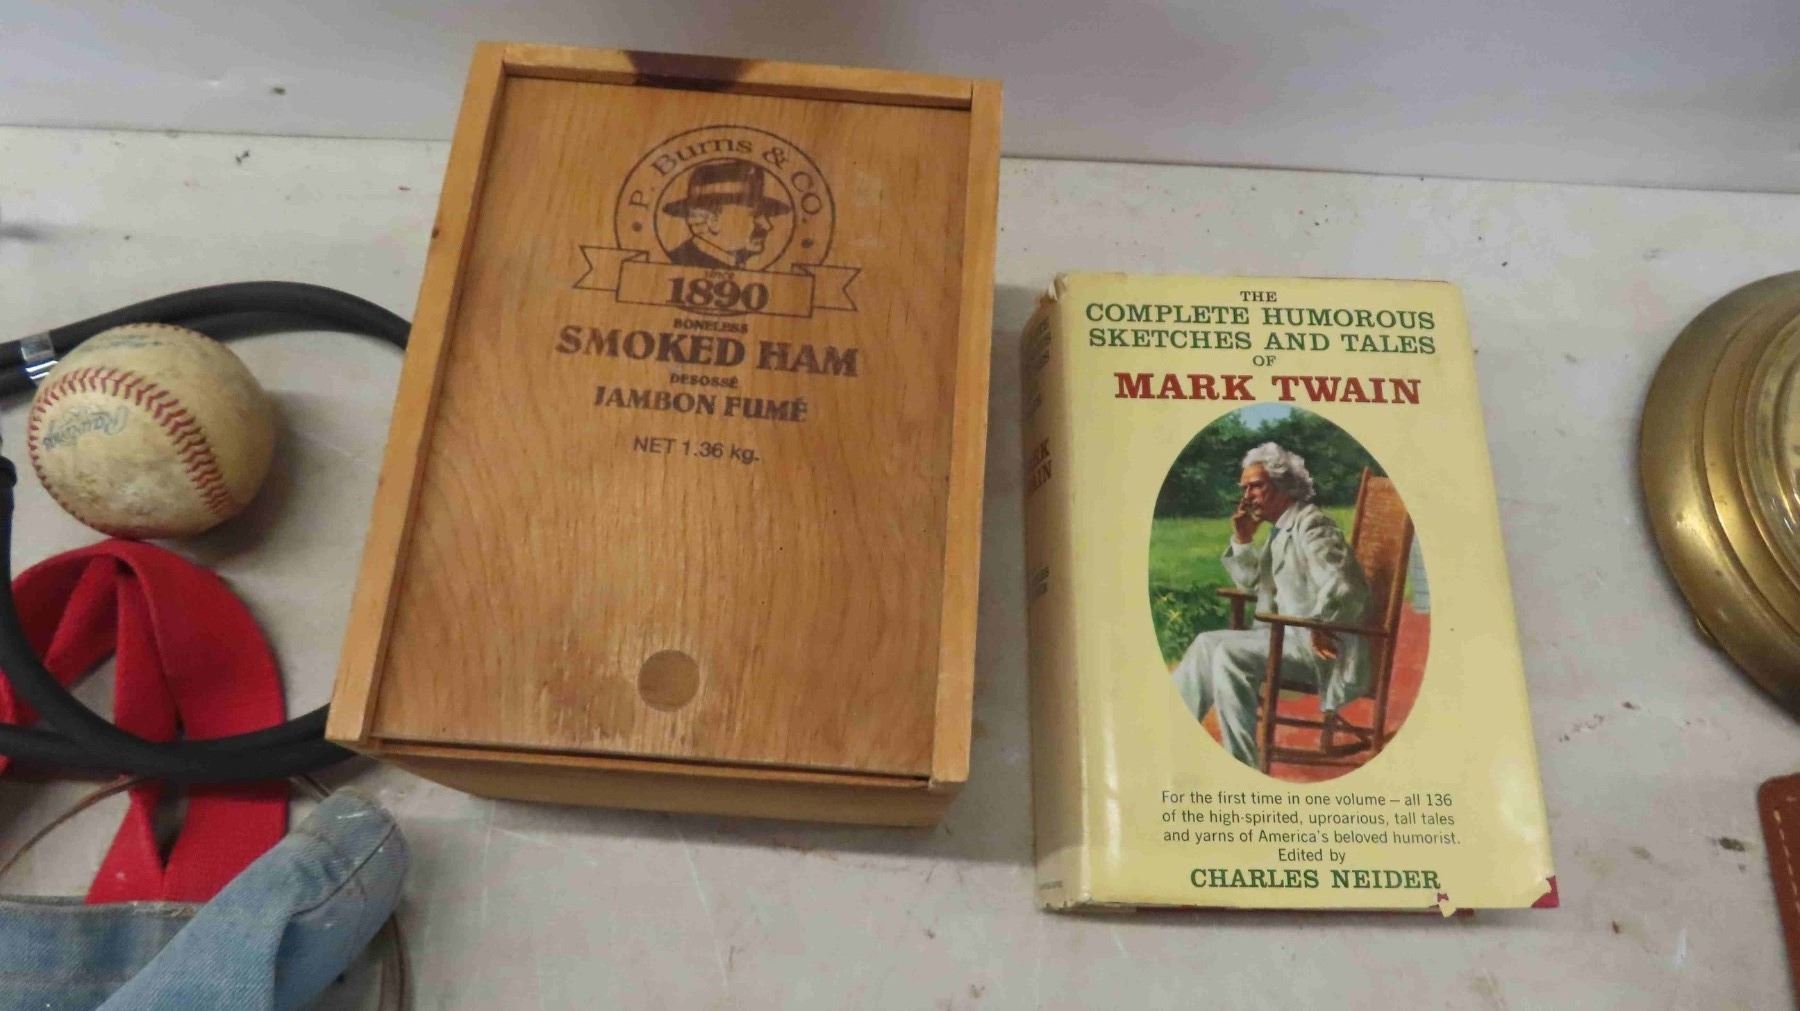 P. Burns & CO.
SINCE
1890
BONELESS
SMOKED HAM
DESOSSÉ
JAMBON FUMÉ
NET 1.36 kg.
THE
COMPLETE HUMOROUS
SKETCHES AND TALES
OF
MARK TWAIN
For the first time in one volume — all 136
of the high-spirited, uproarious, tall tales
and yarns of America's beloved humorist.
Edited by
CHARLES NEIDER
Rawlings